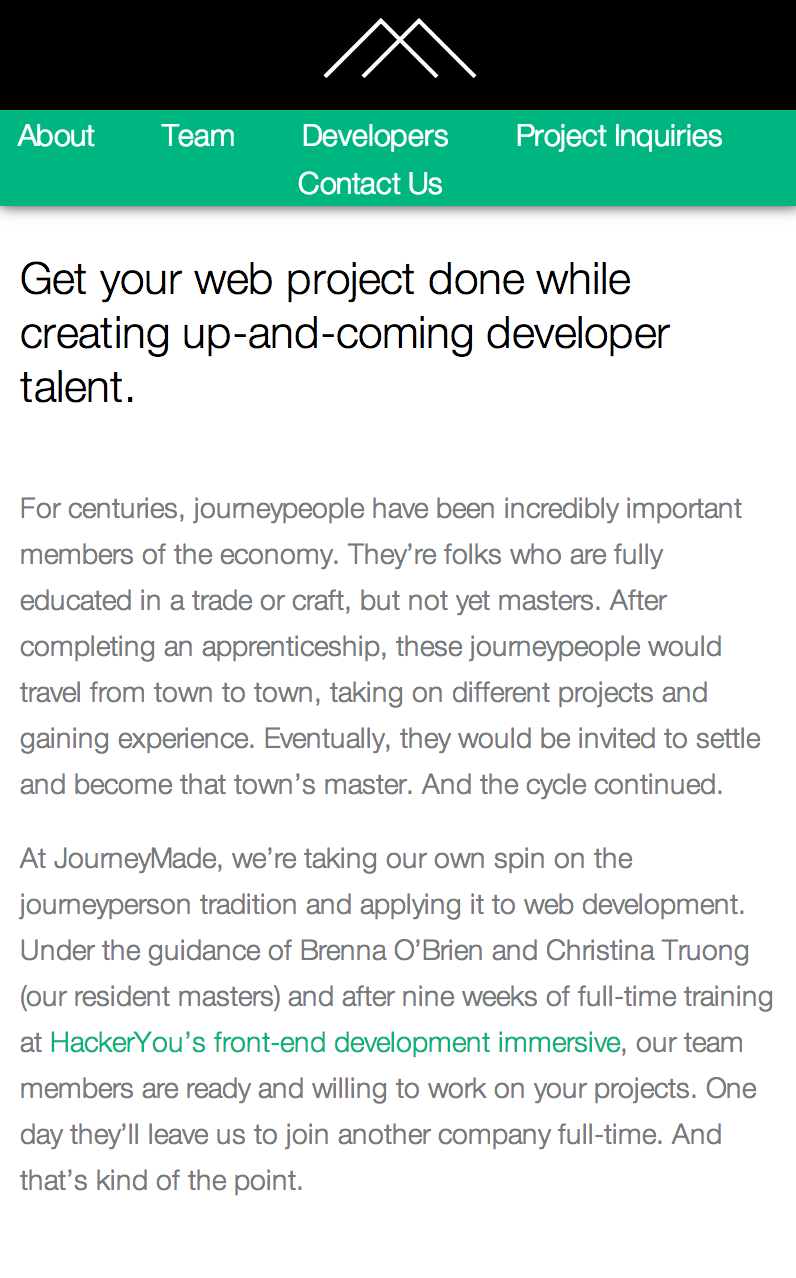 About Team Developers Project Inquiries
Contact Us
Get your web project done while
creating up-and-coming developer
talent.
For centuries, journeypeople have been incredibly important
members of the economy. They’re folks who are fully
educated in a trade or craft, but not yet masters. After
completing an apprenticeship, these journeypeople would
travel from town to town, taking on different projects and
gaining experience. Eventually, they would be invited to settle
and become that town’s master. And the cycle continued.
At JourneyMade, we’re taking our own spin on the
journeyperson tradition and applying it to web development.
Under the guidance of Brenna O’Brien and Christina Truong
(our resident masters) and after nine weeks of full-time training
at HackerYou’s front-end development immersive, our team
members are ready and willing to work on your projects. One
day they’ll leave us to join another company full-time. And
that’s kind of the point.